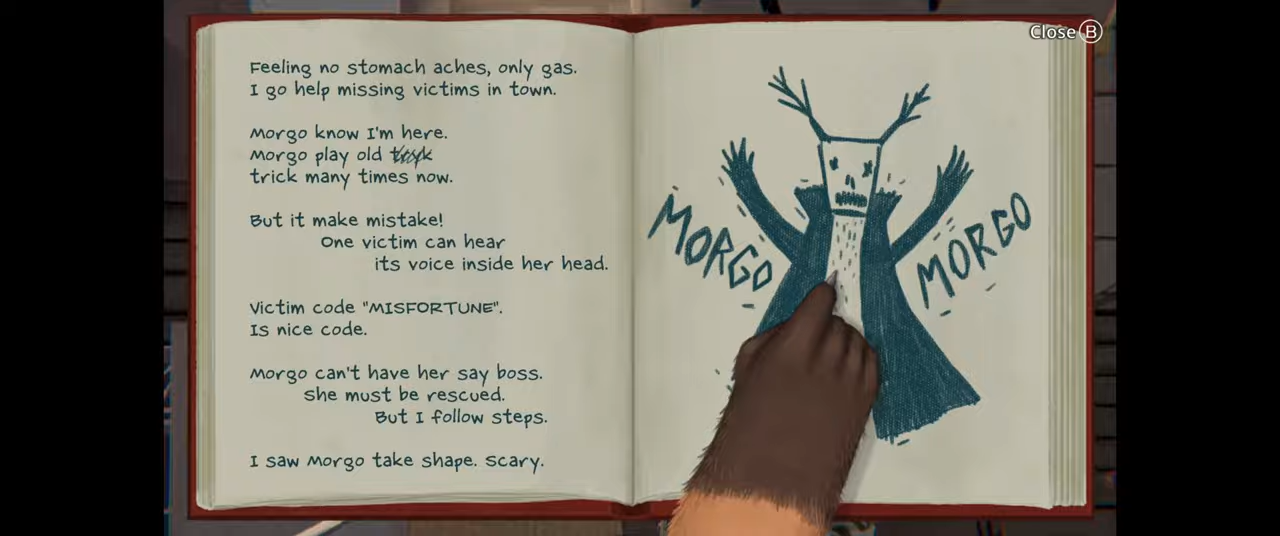 Close B
Feeling no stomach aches, only gas.
I go help missing victims in town.
Morgo know I'm here.
Morgo play old
trick many times now.
But it make mistake!
One victim can hear
its voice inside her head.
Victim code "MISFORTUNE".
Is nice code.
Morgo can't have her say boss.
she must be rescued.
But I follow steps.
I saw Morgo take shape. Scary.
MORGO
MORGO